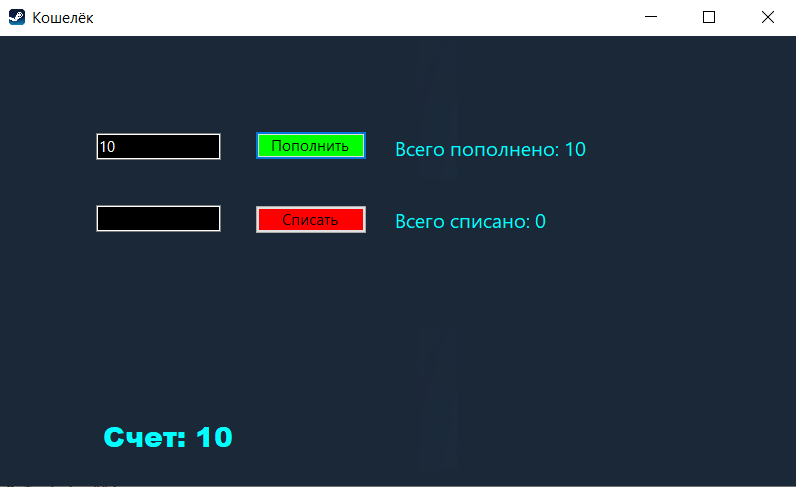 Кошелёк
10 Пополнить Всего пополнено: 10
Списать Всего списано: 0
Счет: 10